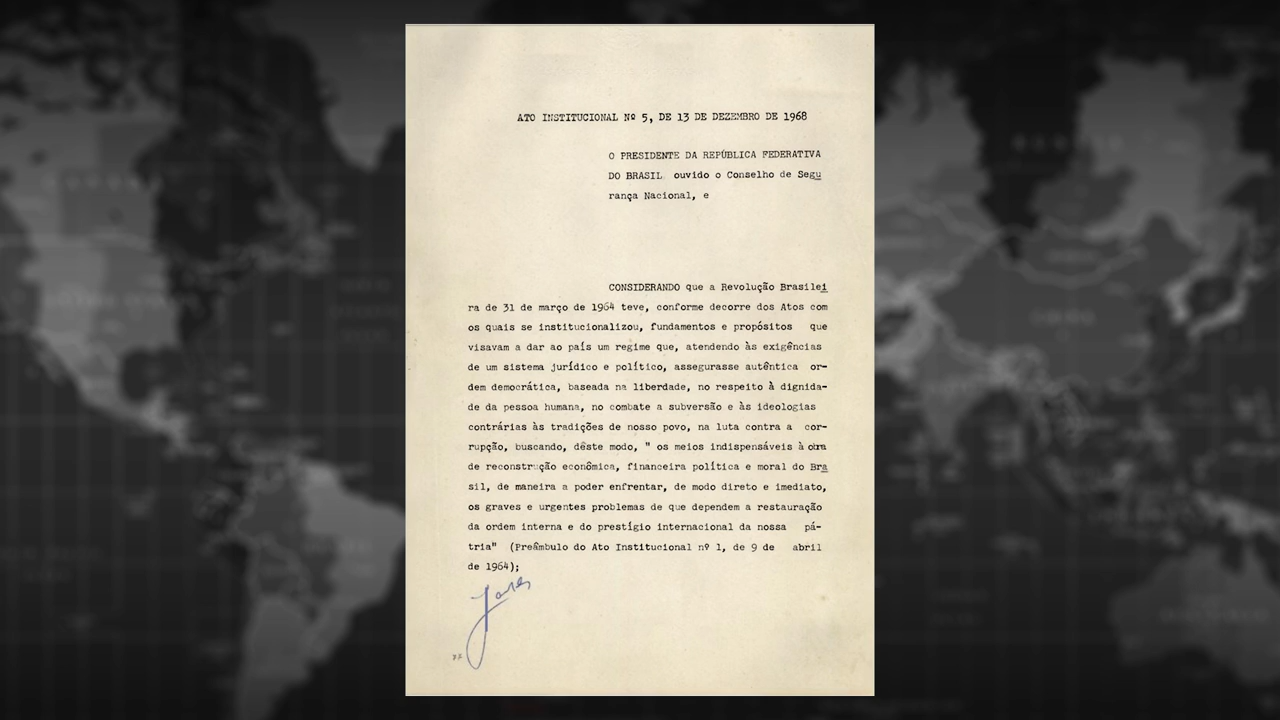 ATO INSTITUCIONAL Nº 5, DE 13 DE DEZEMBRO DE 1968
O PRESIDENTE DA REPÚBLICA FEDERATIVA
DO BRASIL ouvido o Conselho de Segu
rança Nacional, e
CONSIDERANDO que a Revolução Brasilei
ra de 31 de março de 1964 teve, conforme decorre dos Atos com
os quais se institucionalizou, fundamentos e propósitos que
visavam a dar ao país um regime que, atendendo às exigências
de um sistema jurídico e político, assegurasse autêntica or-
dem democrática, baseada na liberdade, no respeito à dignida-
de da pessoa humana, no combate a subversão e às ideologias
contrárias às tradições de nosso povo, na luta contra a cor-
rupção, buscando, dêste modo, " os meios indispensáveis à obra
de reconstrução econômica, financeira política e moral do Bra
sil, de maneira a poder enfrentar, de modo direto e imediato,
os graves e urgentes problemas de que dependem a restauração
da ordem interna e do prestígio internacional da nossa pá-
tria" (Preâmbulo do Ato Institucional nº 1, de 9 de abril
de 1964);